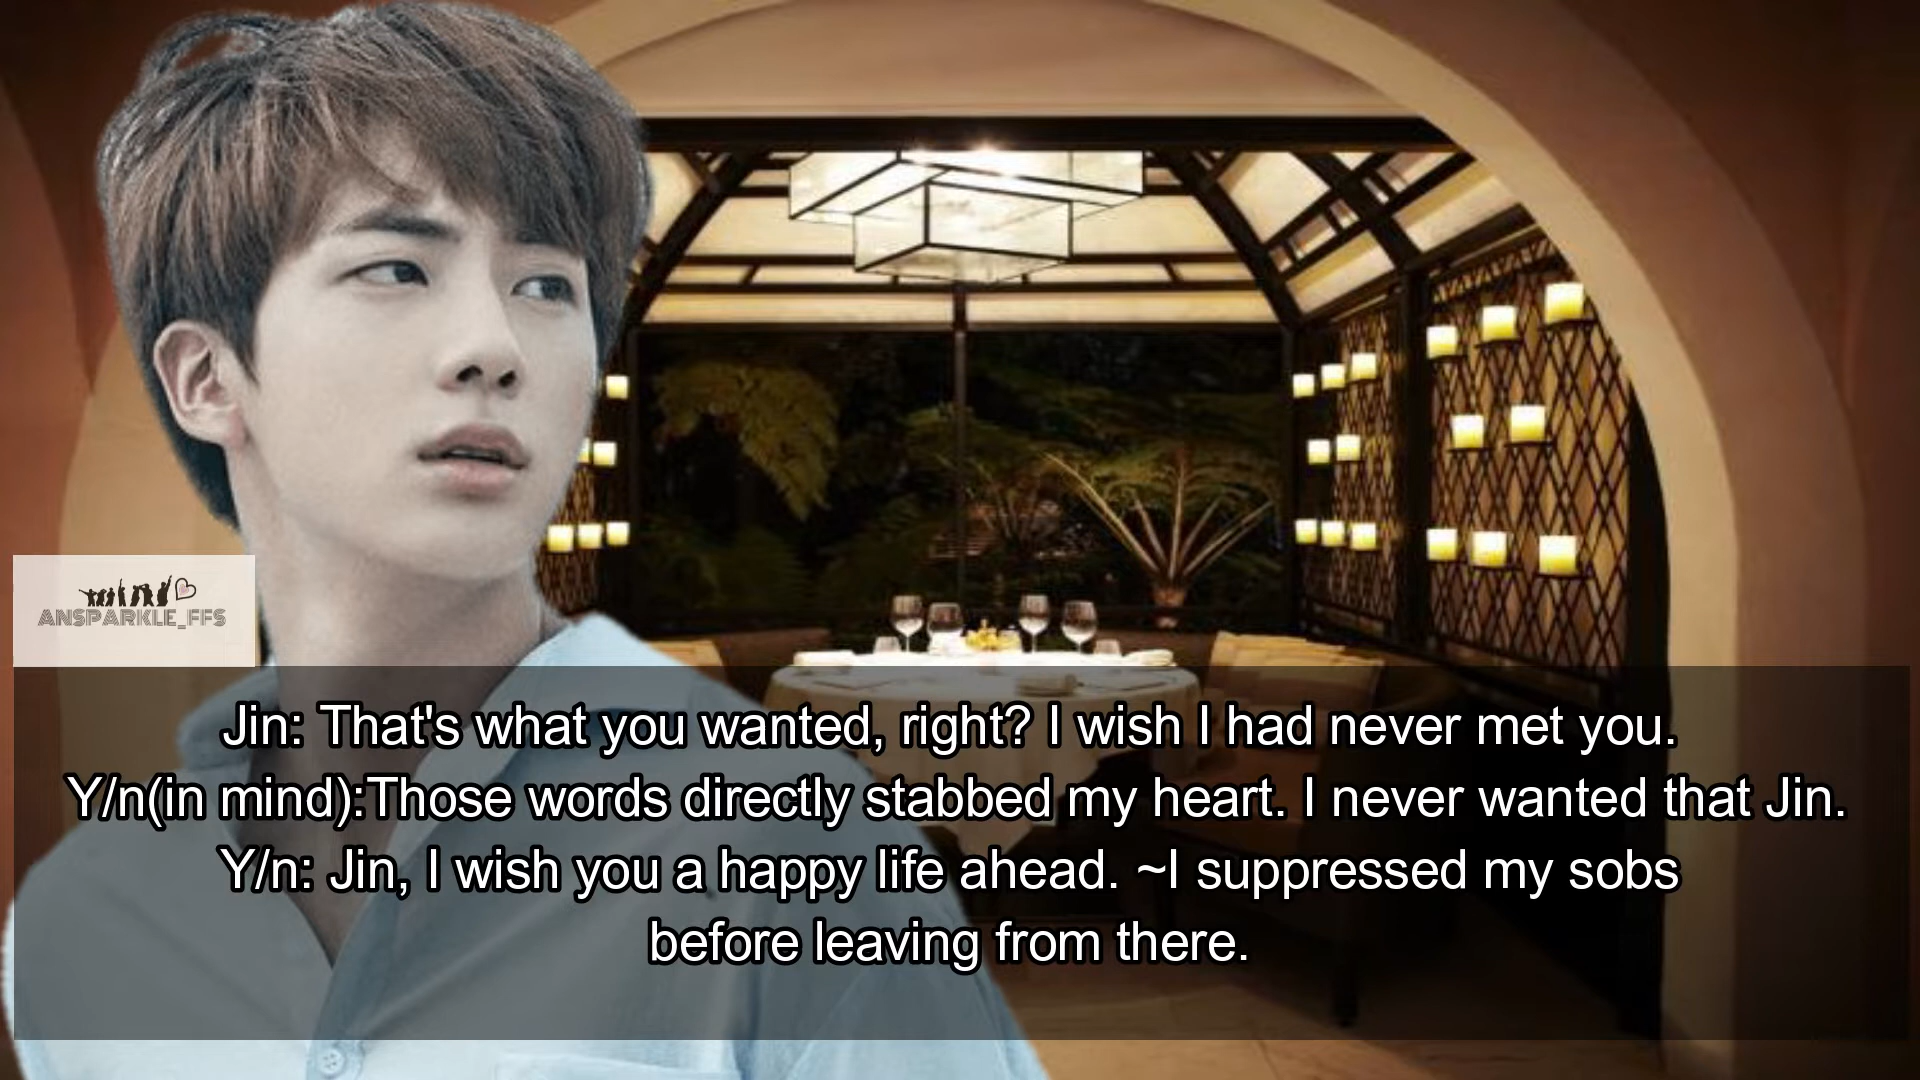 ANSPARKLE_FFS
Jin: That's what you wanted, right? I wish I had never met you.
Y/n(in mind):Those words directly stabbed my heart. I never wanted that Jin.
Y/n: Jin, I wish you a happy life ahead. ~I suppressed my sobs
before leaving from there.